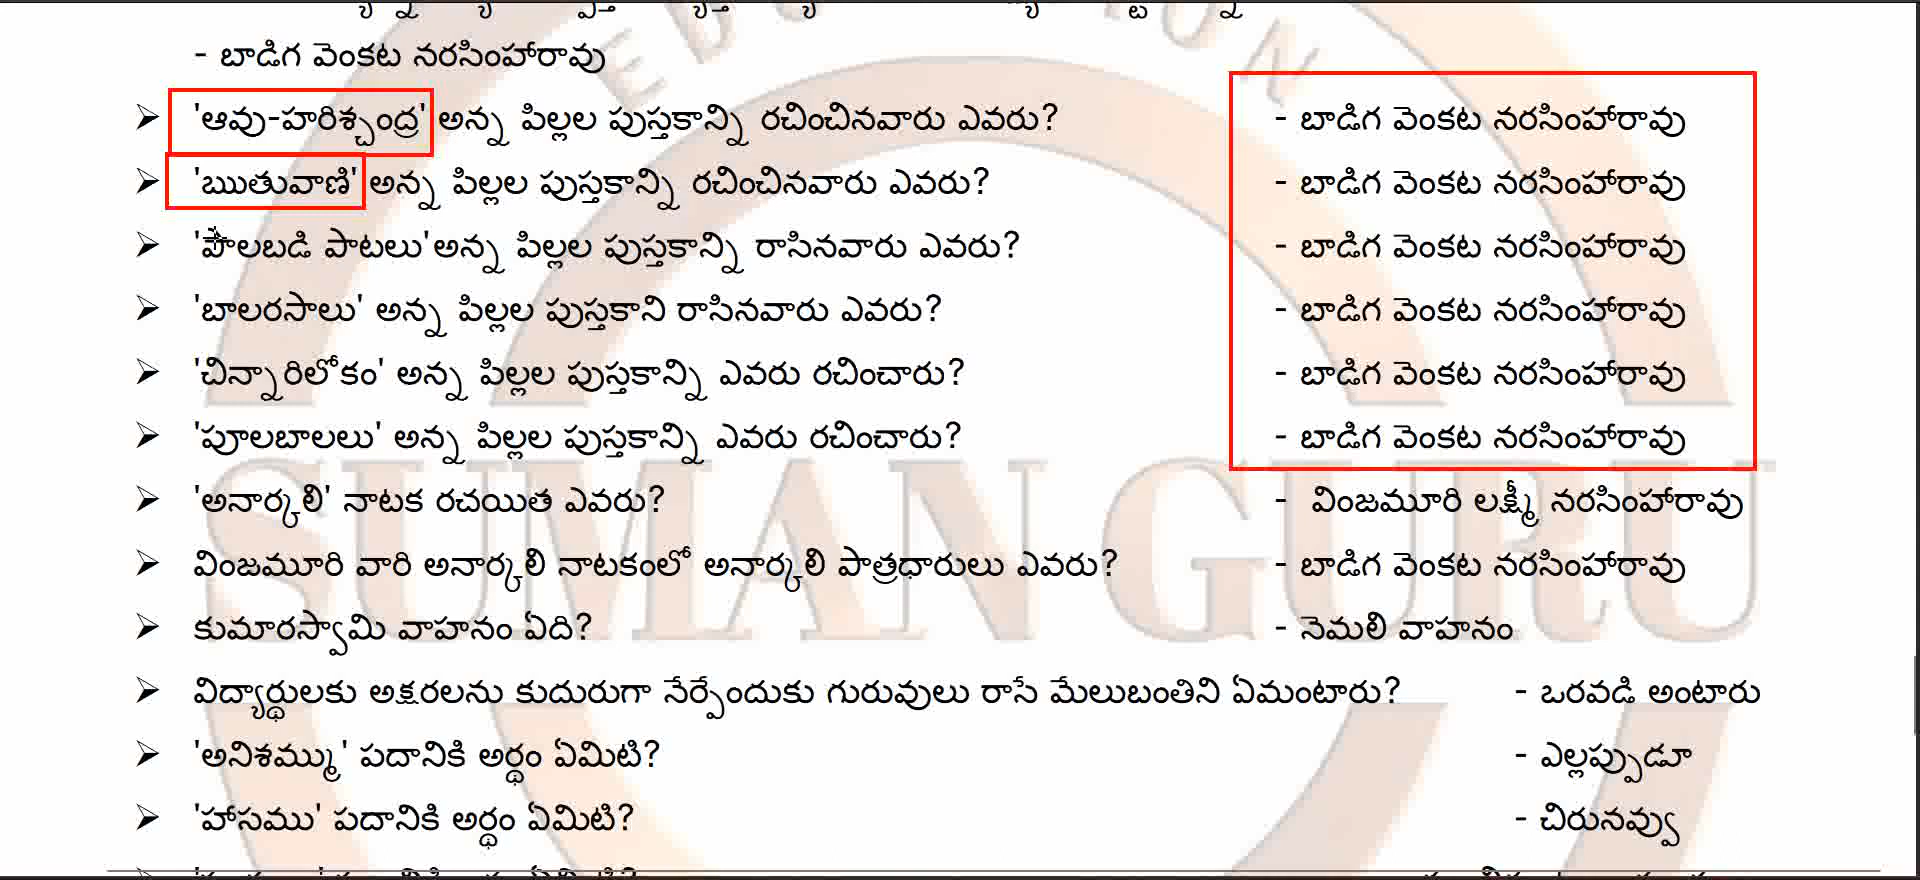 - బాడిగ వెంకట నరసింహారావు
➢ 'ఆవు-హరిశ్చంద్ర' అన్న పిల్లల పుస్తకాన్ని రచించినవారు ఎవరు? - బాడిగ వెంకట నరసింహారావు
➢ 'ఋతువాణి' అన్న పిల్లల పుస్తకాన్ని రచించినవారు ఎవరు? - బాడిగ వెంకట నరసింహారావు
➢ 'పాలబడి పాటలు'అన్న పిల్లల పుస్తకాన్ని రాసినవారు ఎవరు? - బాడిగ వెంకట నరసింహారావు
➢ 'బాలరసాలు' అన్న పిల్లల పుస్తకాని రాసినవారు ఎవరు? - బాడిగ వెంకట నరసింహారావు
➢ 'చిన్నారిలోకం' అన్న పిల్లల పుస్తకాన్ని ఎవరు రచించారు? - బాడిగ వెంకట నరసింహారావు
➢ 'పూలబాలలు' అన్న పిల్లల పుస్తకాన్ని ఎవరు రచించారు? - బాడిగ వెంకట నరసింహారావు
➢ 'అనార్కలి' నాటక రచయిత ఎవరు? - వింజమూరి లక్ష్మీ నరసింహారావు
➢ వింజమూరి వారి అనార్కలి నాటకంలో అనార్కలి పాత్రధారులు ఎవరు? - బాడిగ వెంకట నరసింహారావు
➢ కుమారస్వామి వాహనం ఏది? - నెమలి వాహనం
➢ విద్యార్థులకు అక్షరలను కుదురుగా నేర్పేందుకు గురువులు రాసే మేలుబంతిని ఏమంటారు? - ఒరవడి అంటారు
➢ 'అనిశమ్ము' పదానికి అర్థం ఏమిటి? - ఎల్లప్పుడూ
➢ 'హాసము' పదానికి అర్థం ఏమిటి? - చిరునవ్వు
SUMAN GURU